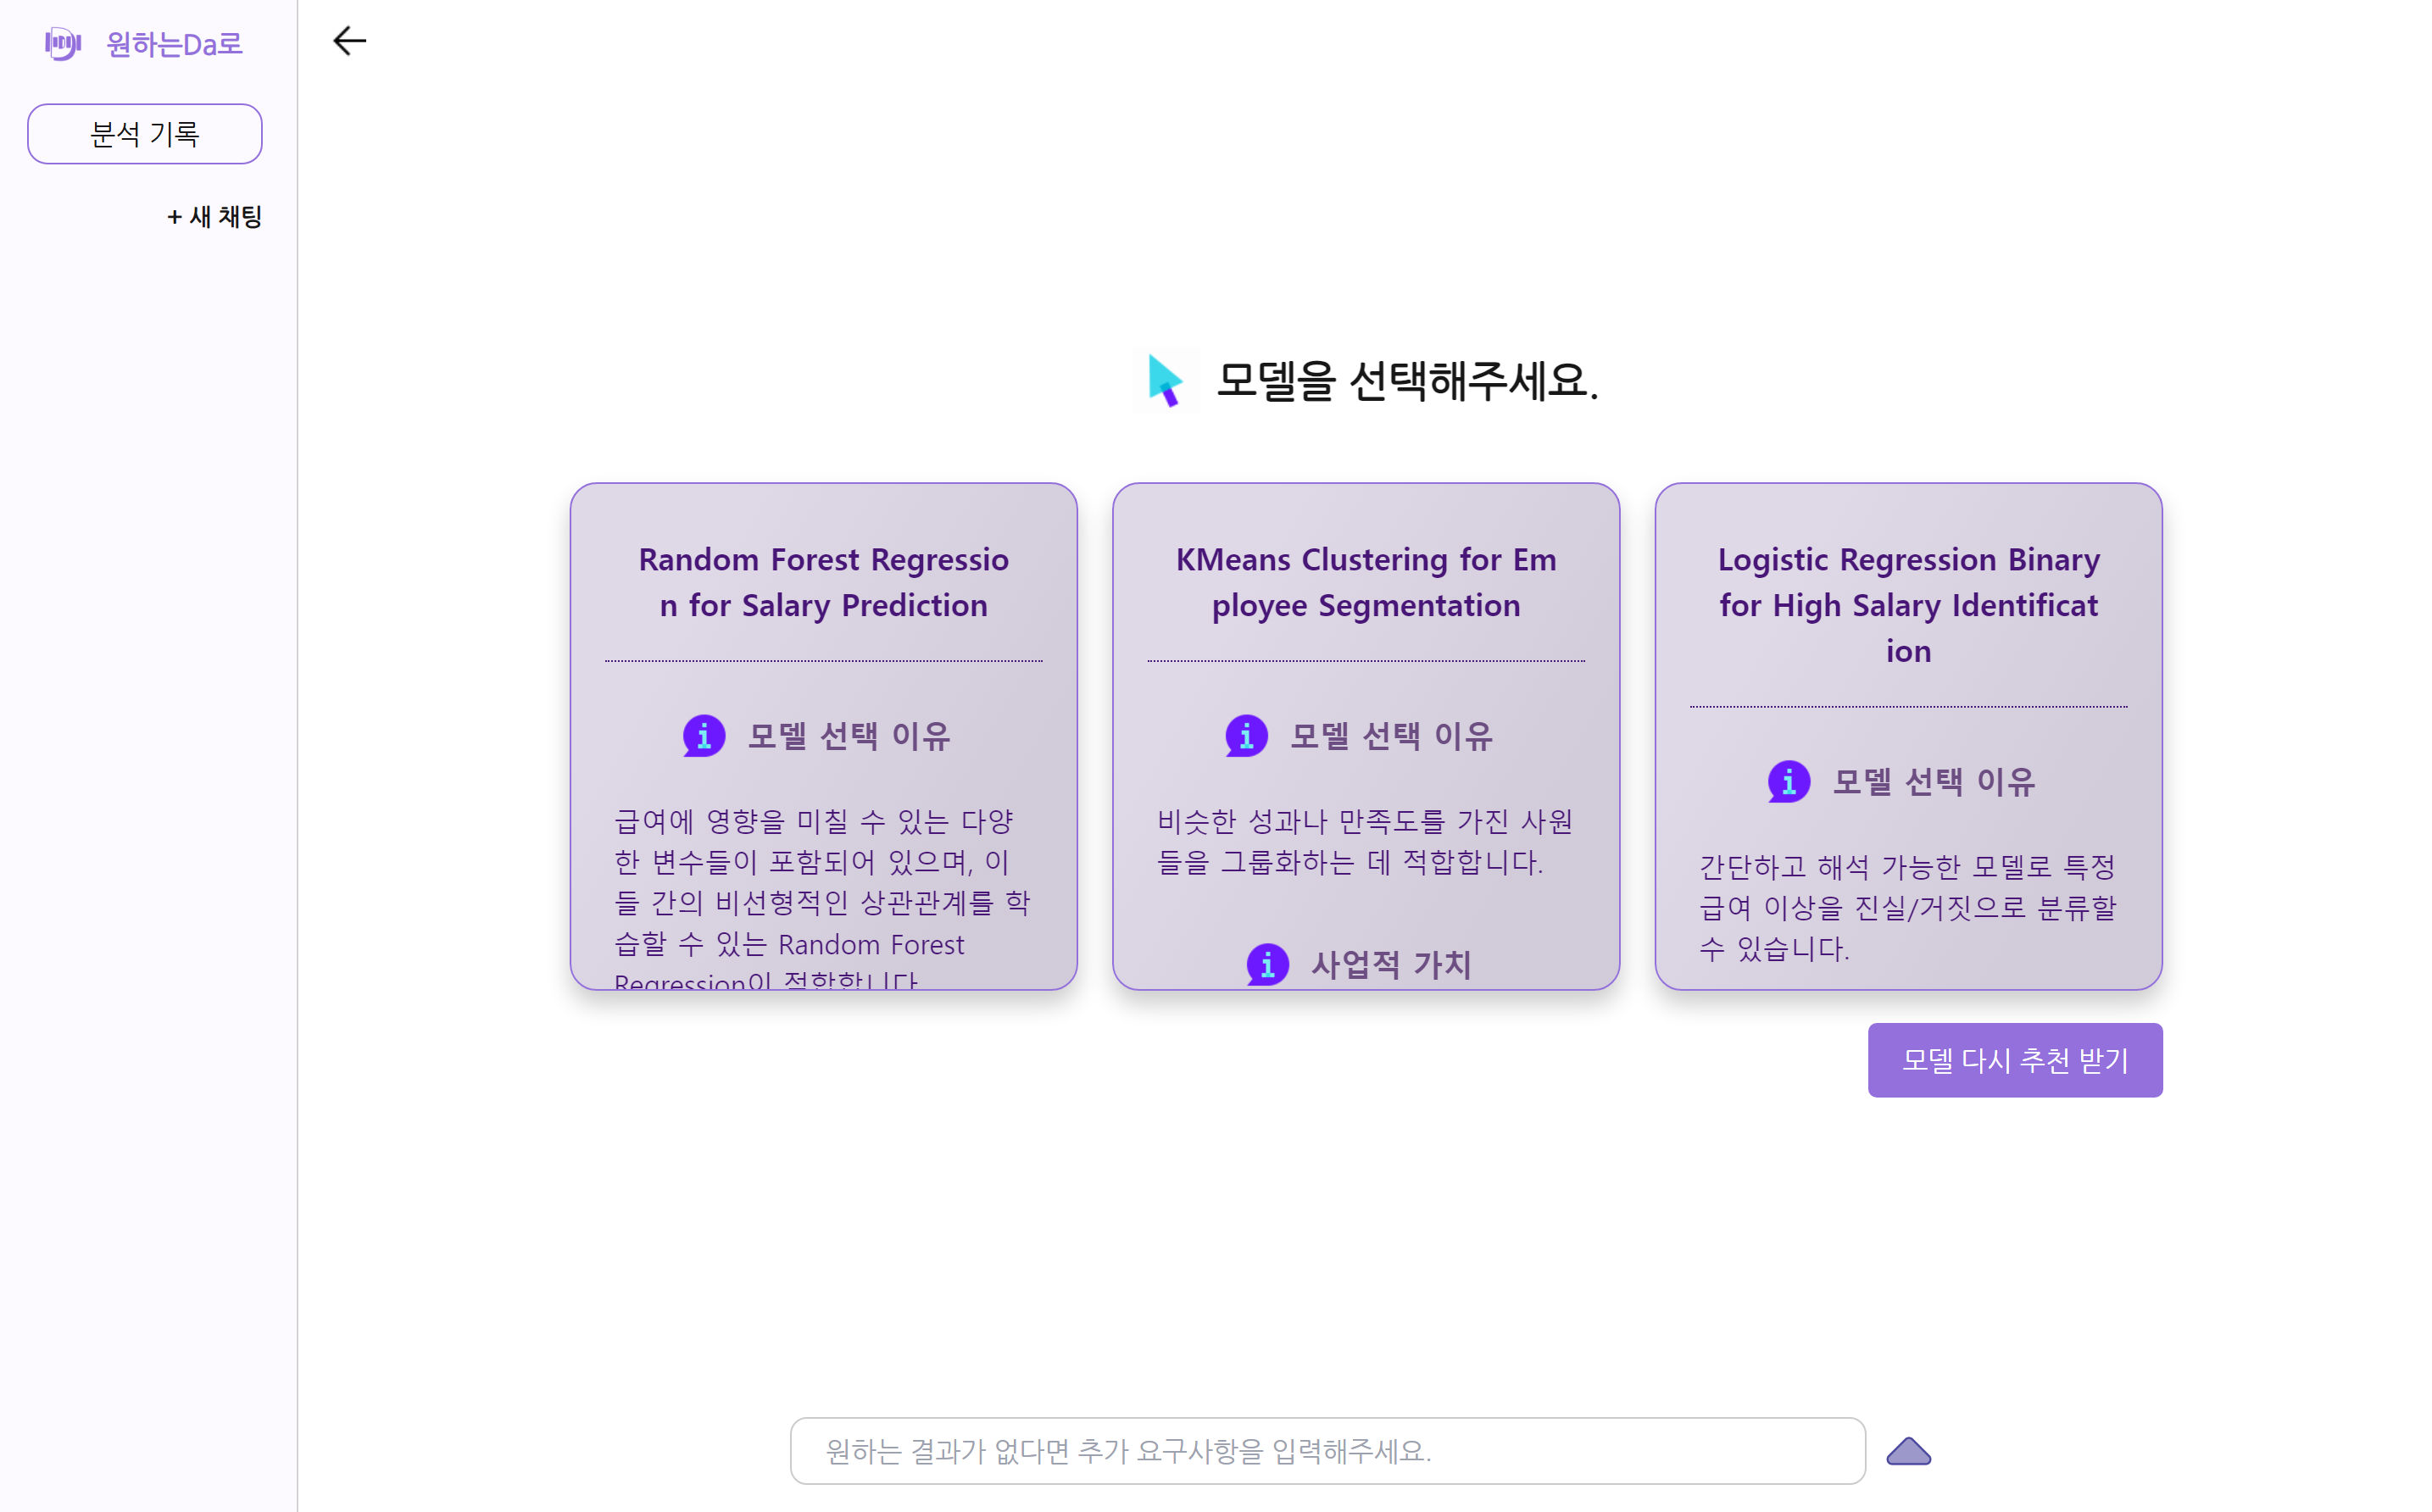 원하는Da로
분석 기록
+ 새 채팅
모델을 선택해주세요.
Random Forest Regressio
n for Salary Prediction
모델 선택 이유
급여에 영향을 미칠 수 있는 다양
한 변수들이 포함되어 있으며, 이
들 간의 비선형적인 상관관계를 학
습할 수 있는 Random Forest
Regression이 적합합니다
KMeans Clustering for Em
ployee Segmentation
모델 선택 이유
비슷한 성과나 만족도를 가진 사원
들을 그룹화하는 데 적합합니다.
사업적 가치
Logistic Regression Binary
for High Salary Identificat
ion
모델 선택 이유
간단하고 해석 가능한 모델로 특정
급여 이상을 진실/거짓으로 분류할
수 있습니다.
모델 다시 추천 받기
원하는 결과가 없다면 추가 요구사항을 입력해주세요.